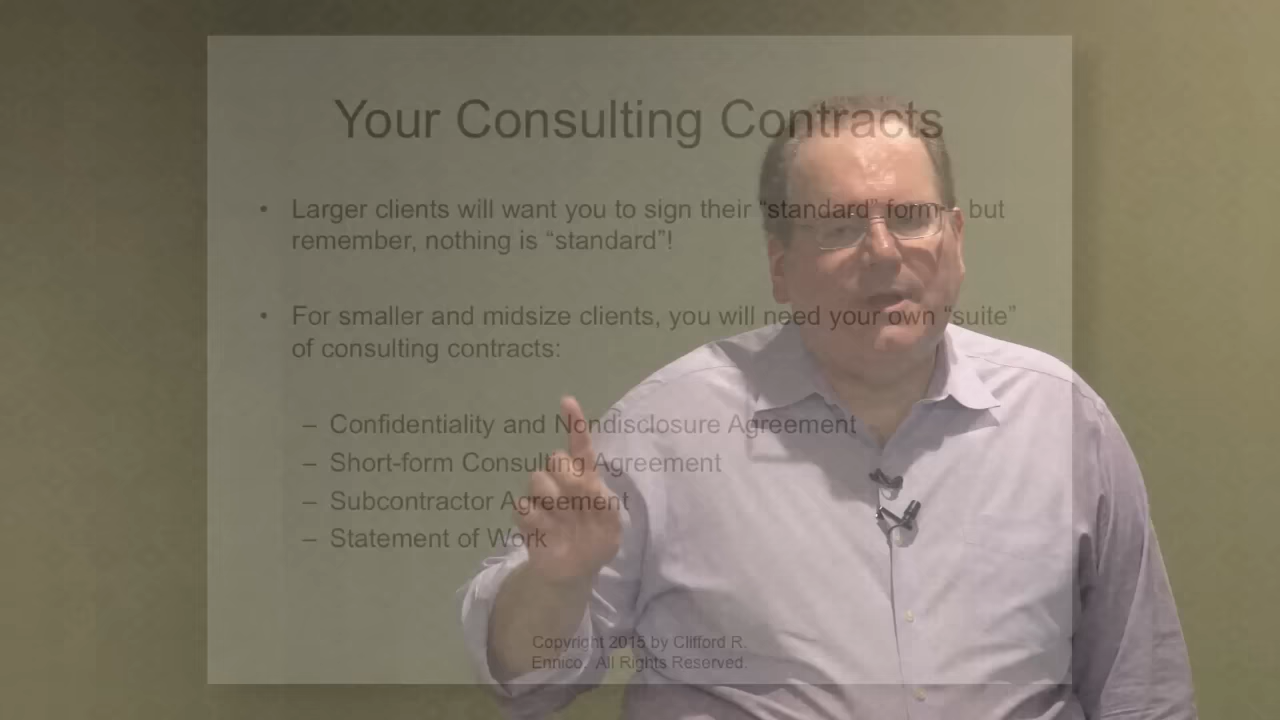 Your Consulting Contracts
• Larger clients will want you to sign their “standard” form - but
remember, nothing is “standard”!
• For smaller and midsize clients, you will need your own “suite”
of consulting contracts:
– Confidentiality and Nondisclosure Agreement
– Short-form Consulting Agreement
– Subcontractor Agreement
– Statement of Work
Copyright 2015 by Clifford R.
Ennico. All Rights Reserved.